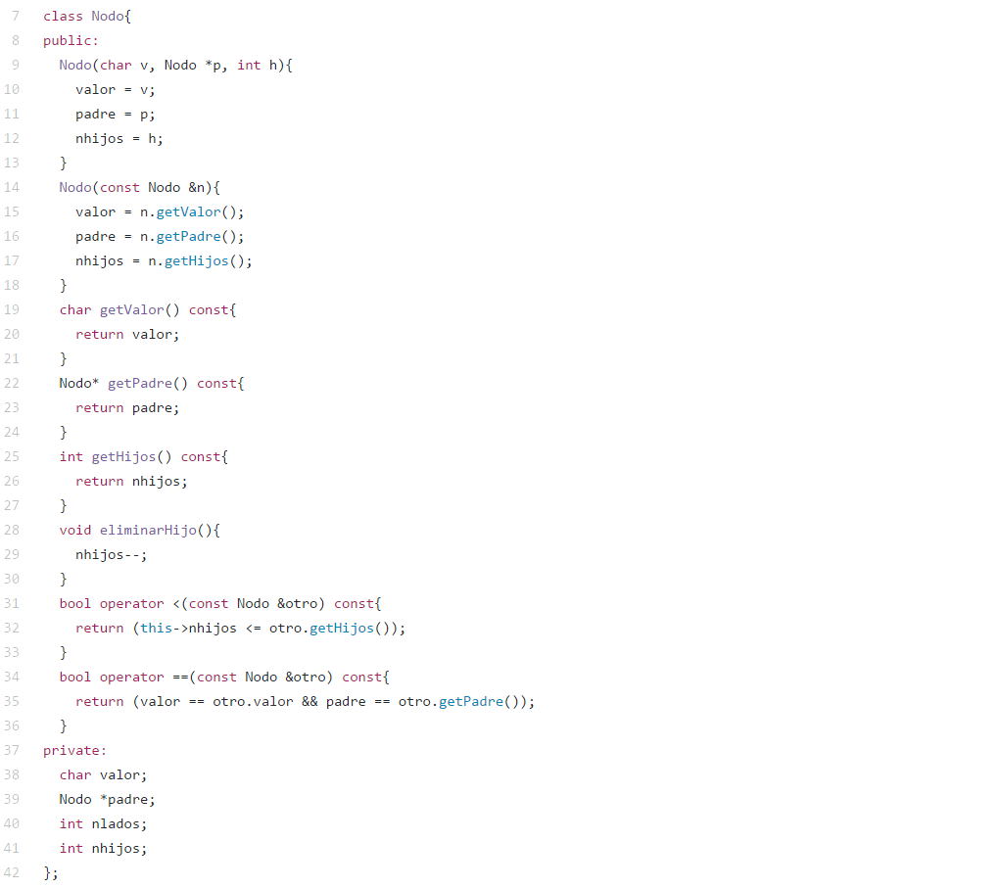 7 class Nodo{
8 public:
9 Nodo(char v, Nodo *p, int h){
10 valor = v;
11 padre = p;
12 nhijos = h;
13 }
14 Nodo(const Nodo &n){
15 valor = n.getValor();
16 padre = n.getPadre();
17 nhijos = n.getHijos();
18 }
19 char getValor() const{
20 return valor;
21 }
22 Nodo* getPadre() const{
23 return padre;
24 }
25 int getHijos() const{
26 return nhijos;
27 }
28 void eliminarHijo(){
29 nhijos--;
30 }
31 bool operator <(const Nodo &otro) const{
32 return (this->nhijos <= otro.getHijos());
33 }
34 bool operator ==(const Nodo &otro) const{
35 return (valor == otro.valor && padre == otro.getPadre());
36 }
37 private:
38 char valor;
39 Nodo *padre;
40 int nlados;
41 int nhijos;
42 };